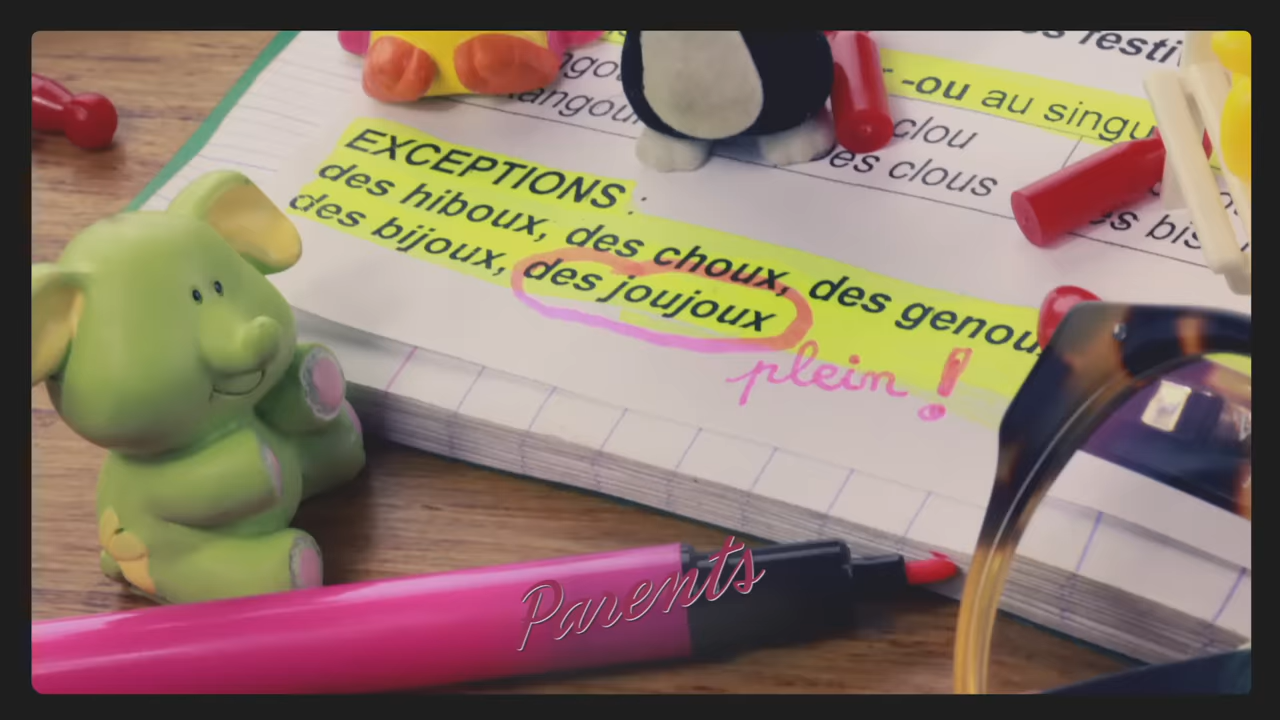 -ou au singu
clou
des clous
EXCEPTIONS :
des hiboux, des choux, des genou
des bijoux, des joujoux
plein !
Parents